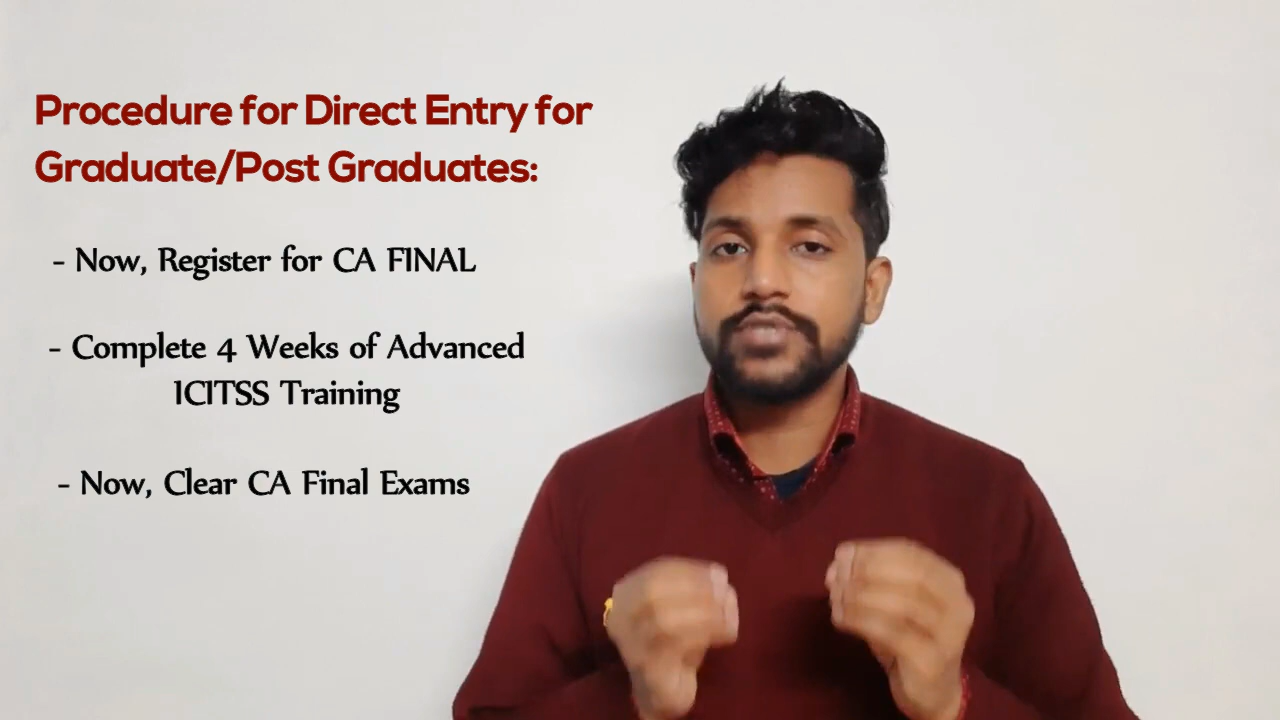 Procedure for Direct Entry for
Graduate/Post Graduates:
- Now, Register for CA FINAL
- Complete 4 Weeks of Advanced
ICITSS Training
- Now, Clear CA Final Exams